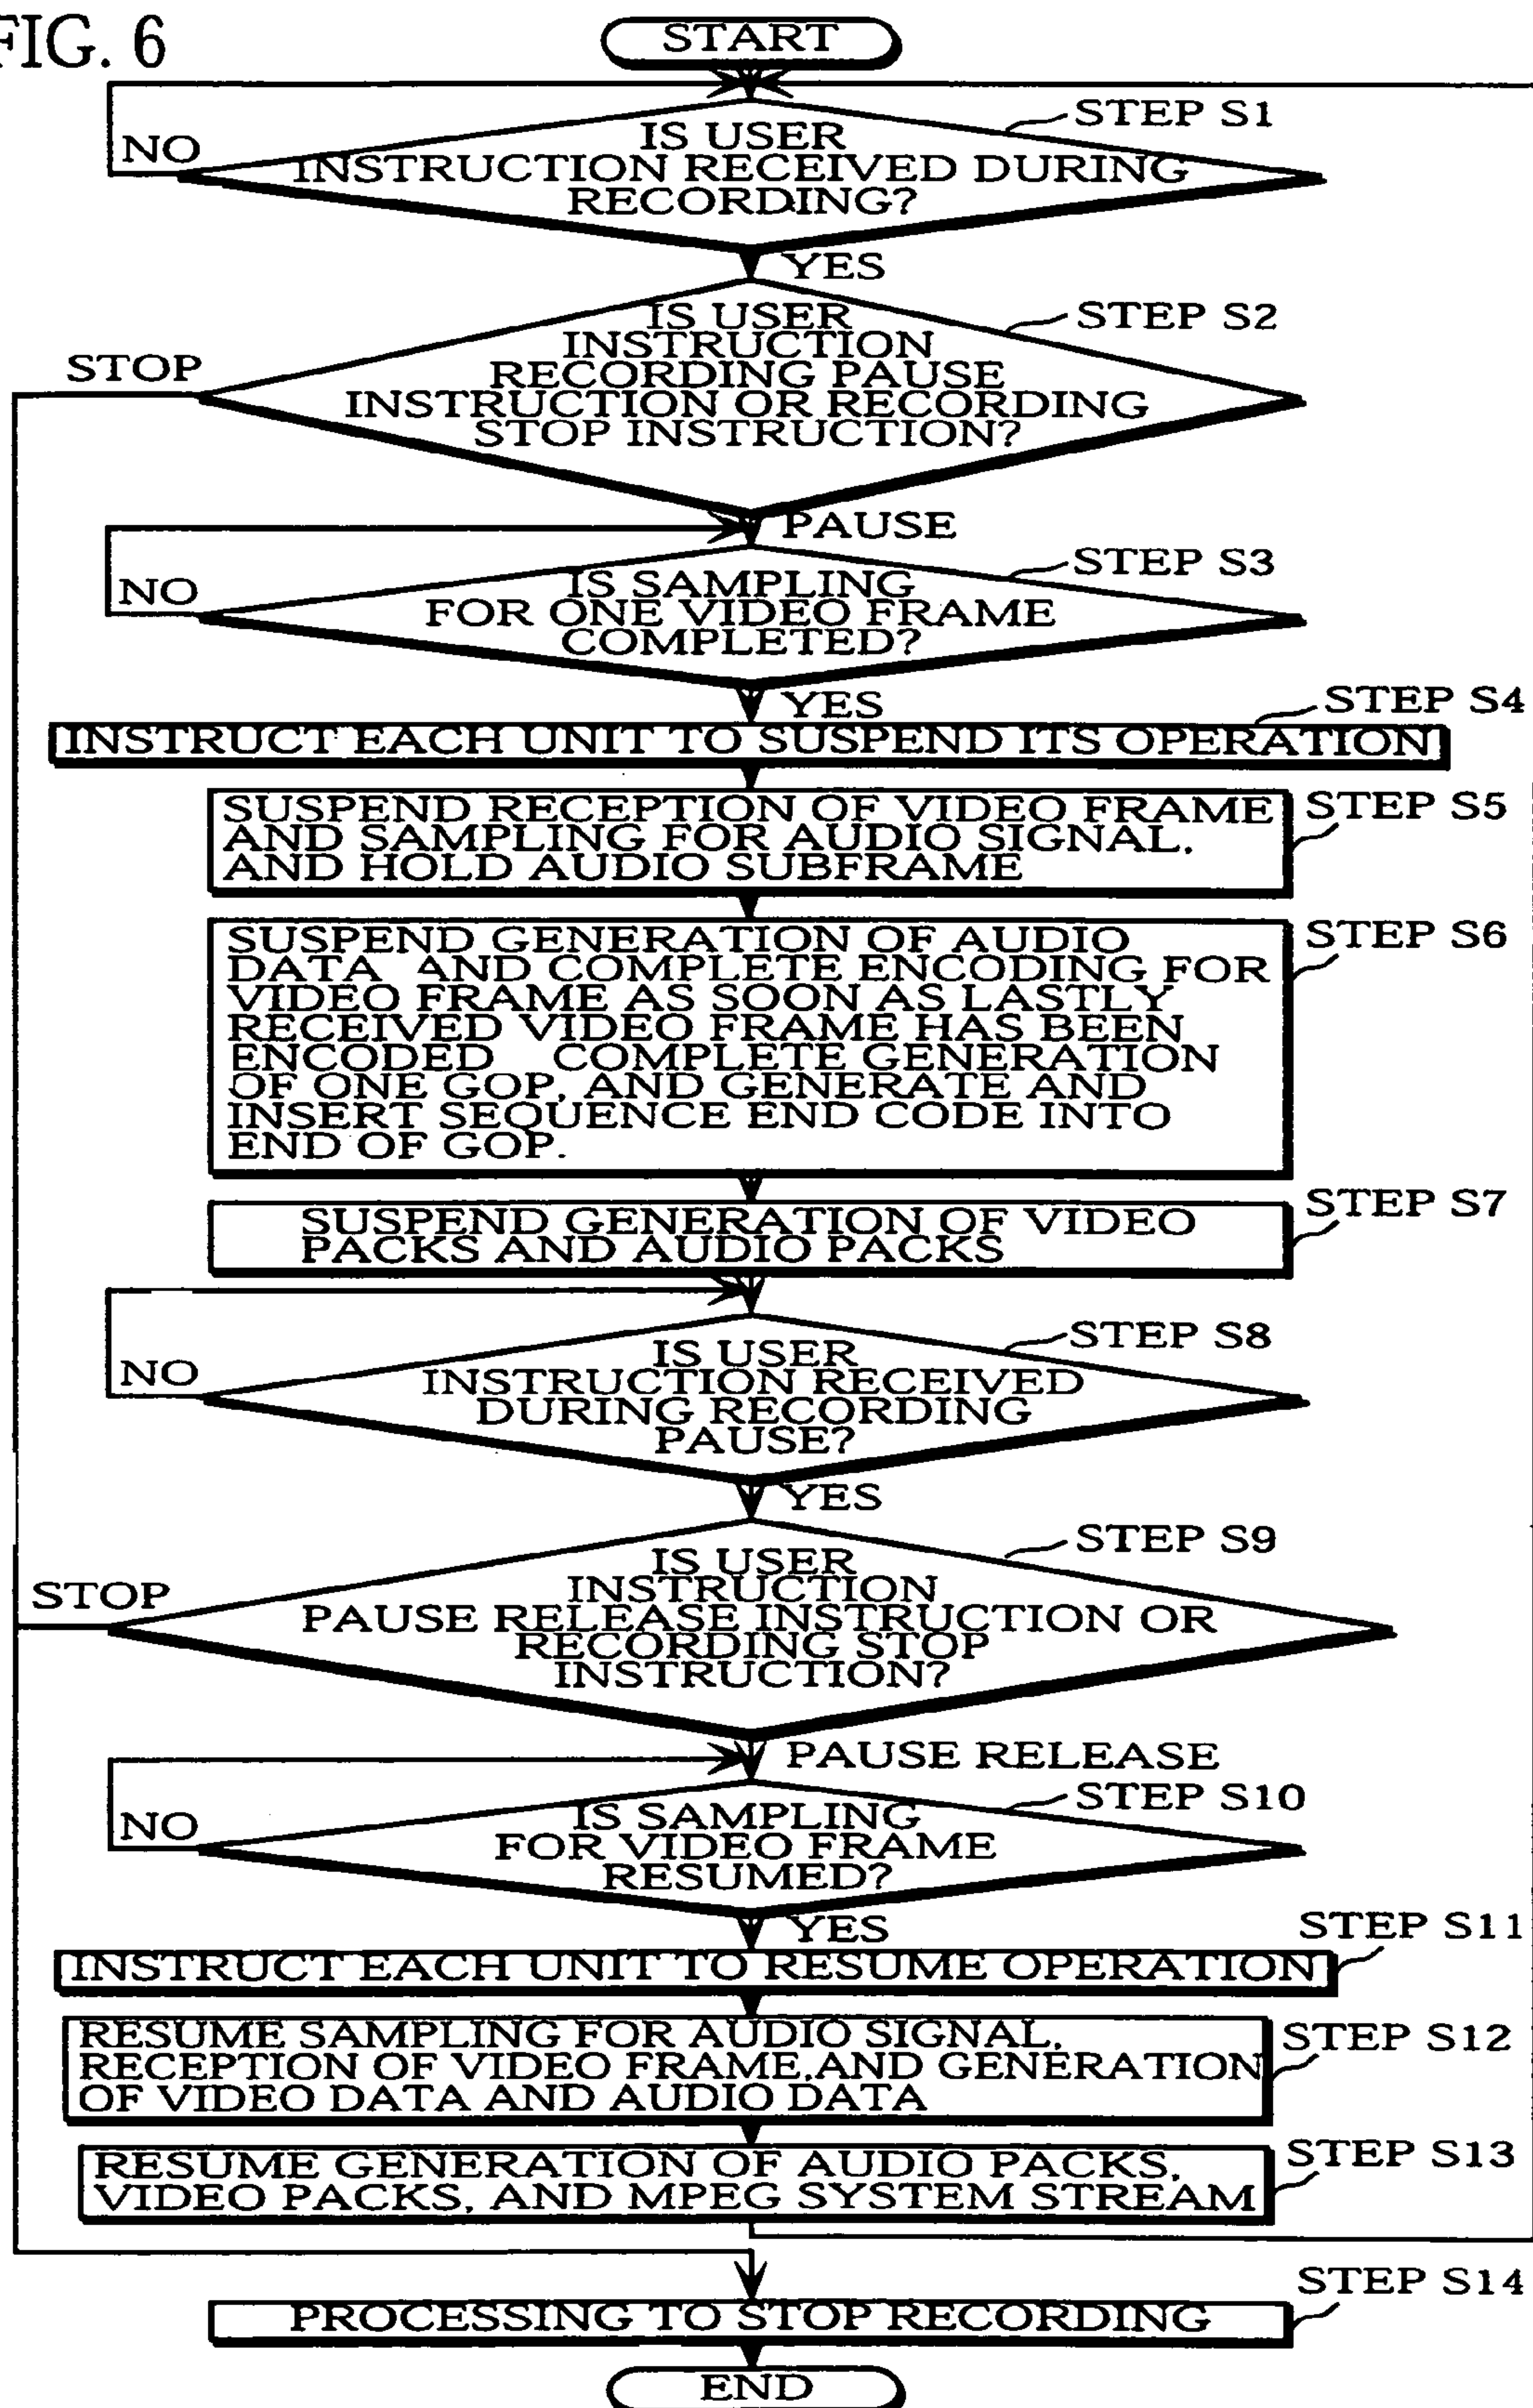 FIG. 6
START
STEP S1
NO
IS USER
INSTRUCTION RECEIVED DURING
RECORDING?
YES
STEP S2
STOP
IS USER
INSTRUCTION
RECORDING PAUSE
INSTRUCTION OR RECORDING
STOP INSTRUCTION?
PAUSE
STEP S3
NO
IS SAMPLING
FOR ONE VIDEO FRAME
COMPLETED?
YES
STEP S4
INSTRUCT EACH UNIT TO SUSPEND ITS OPERATION
STEP S5
SUSPEND RECEPTION OF VIDEO FRAME
AND SAMPLING FOR AUDIO SIGNAL,
AND HOLD AUDIO SUBFRAME
STEP S6
SUSPEND GENERATION OF AUDIO
DATA AND COMPLETE ENCODING FOR
VIDEO FRAME AS SOON AS LASTLY
RECEIVED VIDEO FRAME HAS BEEN
ENCODED COMPLETE GENERATION
OF ONE GOP, AND GENERATE AND
INSERT SEQUENCE END CODE INTO
END OF GOP.
STEP S7
SUSPEND GENERATION OF VIDEO
PACKS AND AUDIO PACKS
STEP S8
NO
IS USER
INSTRUCTION RECEIVED
DURING RECORDING
PAUSE?
YES
STEP S9
STOP
IS USER
INSTRUCTION
PAUSE RELEASE INSTRUCTION OR
RECORDING STOP
INSTRUCTION?
PAUSE RELEASE
STEP S10
NO
IS SAMPLING
FOR VIDEO FRAME
RESUMED?
YES
STEP S11
INSTRUCT EACH UNIT TO RESUME OPERATION
STEP S12
RESUME SAMPLING FOR AUDIO SIGNAL,
RECEPTION OF VIDEO FRAME,AND GENERATION
OF VIDEO DATA AND AUDIO DATA
STEP S13
RESUME GENERATION OF AUDIO PACKS,
VIDEO PACKS, AND MPEG SYSTEM STREAM
STEP S14
PROCESSING TO STOP RECORDING
END